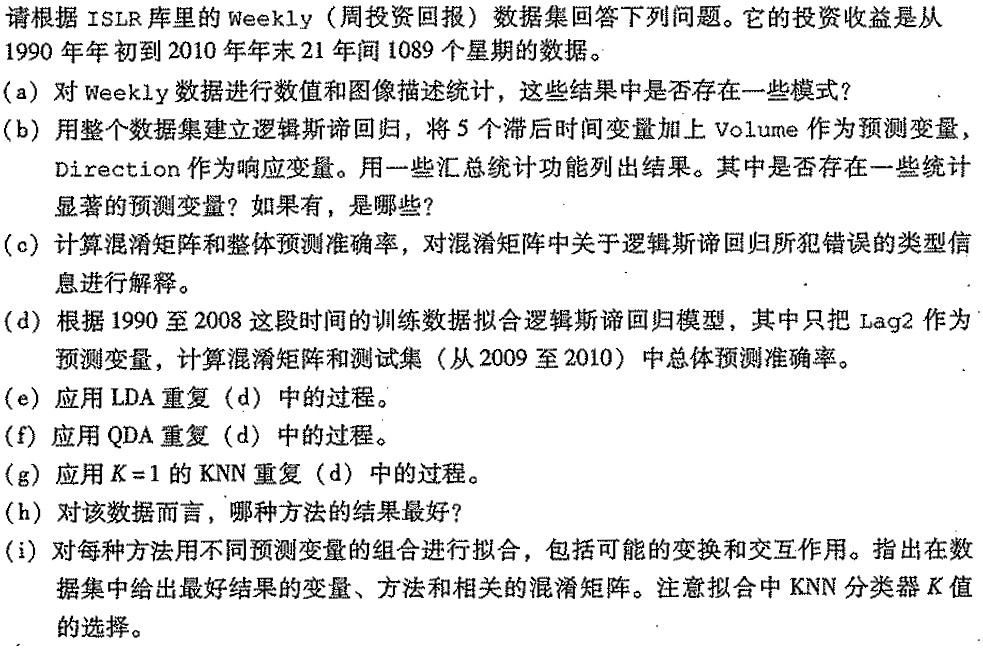 请根据 ISLR 库里的 Weekly（周投资回报）数据集回答下列问题。它的投资收益是从
1990 年年初到 2010 年年末 21 年间 1089 个星期的数据。
(a) 对 Weekly 数据进行数值和图像描述统计，这些结果中是否存在一些模式？
(b) 用整个数据集建立逻辑斯谛回归，将 5 个滞后时间变量加上 Volume 作为预测变量，
Direction 作为响应变量。用一些汇总统计功能列出结果。其中是否存在一些统计
显著的预测变量？如果有，是哪些？
(c) 计算混淆矩阵和整体预测准确率，对混淆矩阵中关于逻辑斯谛回归所犯错误的类型信
息进行解释。
(d) 根据 1990 至 2008 这段时间的训练数据拟合逻辑斯谛回归模型，其中只把 Lag2 作为
预测变量，计算混淆矩阵和测试集（从 2009 至 2010）中总体预测准确率。
(e) 应用 LDA 重复（d）中的过程。
(f) 应用 QDA 重复（d）中的过程。
(g) 应用 K=1 的 KNN 重复（d）中的过程。
(h) 对该数据而言，哪种方法的结果最好？
(i) 对每种方法用不同预测变量的组合进行拟合，包括可能的变换和交互作用。指出在数
据集中给出最好结果的变量、方法和相关的混淆矩阵。注意拟合中 KNN 分类器 K 值
的选择。